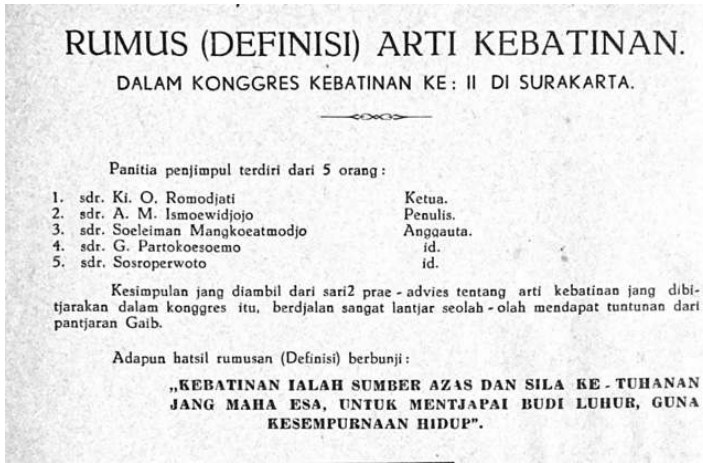 RUMUS (DEFINISI) ARTI KEBATINAN.
DALAM KONGGRES KEBATINAN KE: II DI SURAKARTA.
Panitia penjimpul terdiri dari 5 orang:
1. sdr. Ki. O. Romodjati Ketua.
2. sdr. A. M. Ismoewidjojo Penulis.
3. sdr. Soeleiman Mangkoeatmodjo Anggauta.
4. sdr. G. Partokoesoemo id.
5. sdr. Sosroperwoto id.
Kesimpulan jang diambil dari sari2 prae-advies tentang arti kebatinan jang dibi-
tjarakan dalam konggres itu, berdjalan sangat lantjar seolah-olah mendapat tuntunan dari
pantjaran Gaib.
Adapun hatsil rumusan (Definisi) berbunji:
„KEBATINAN IALAH SUMBER AZAS DAN SILA KE-TUHANAN
JANG MAHA ESA, UNTUK MENTJAPAI BUDI LUHUR, GUNA
KESEMPURNAAN HIDUP".